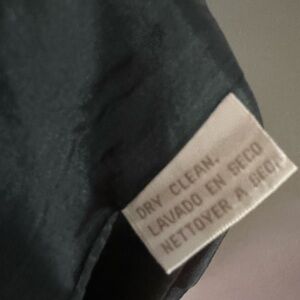 DRY CLEAN.
LAVADO EN SECO
NETTOYER A SEC.